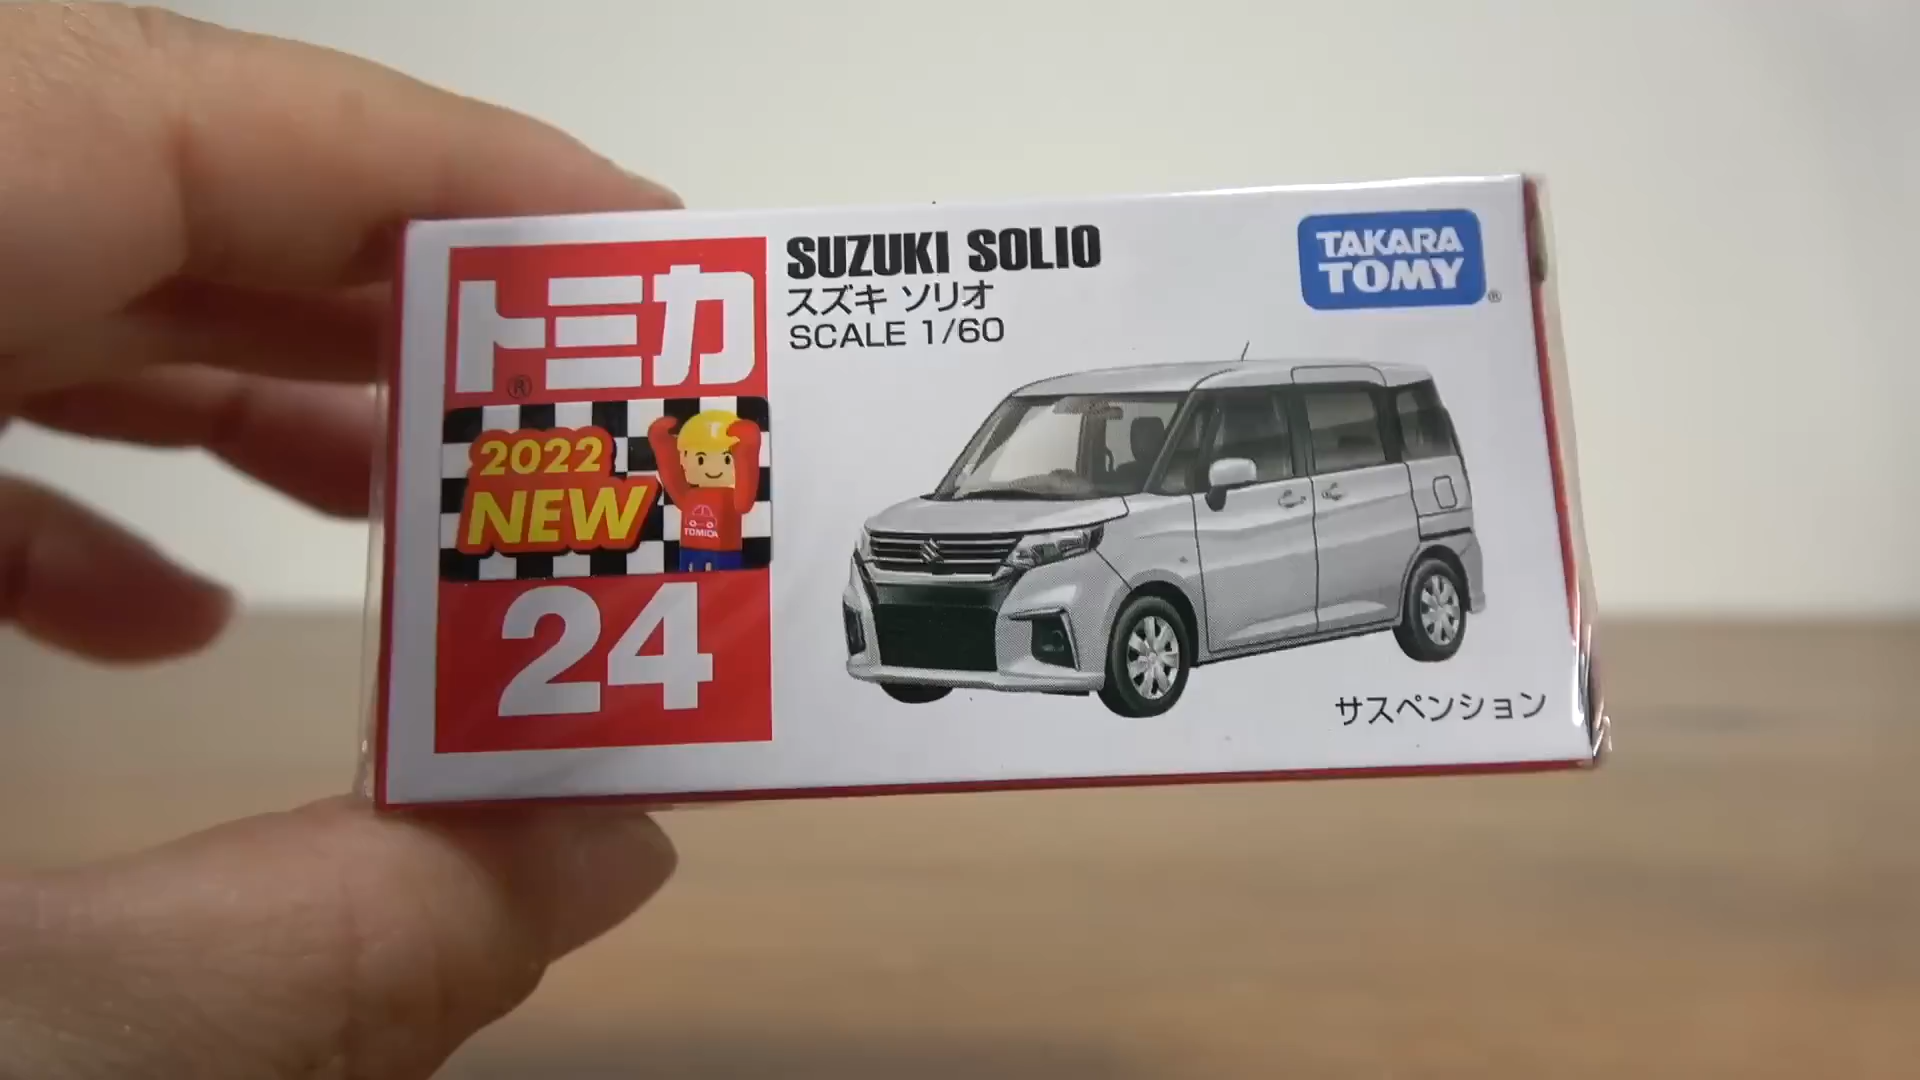 トミカ
®
2022
NEW
TOMICA
24
SUZUKI SOLIO
スズキ ソリオ
SCALE 1/60
TAKARA
TOMY
®
サスペンション